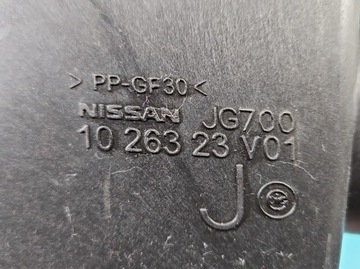 >PP-GF30<
NISSAN JG700
10 263 23 V01
J